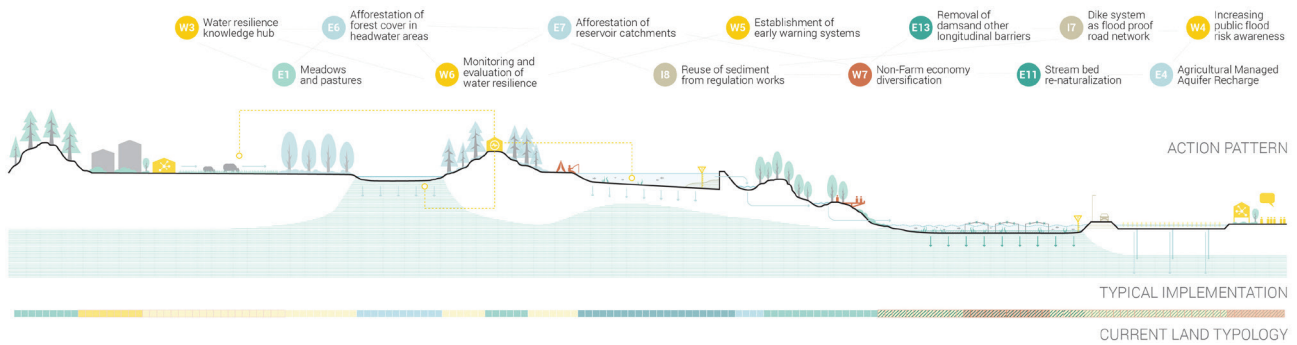 W3
Water resilience
knowledge hub
E6
Afforestation of
forest cover in
headwater areas
E7
Afforestation of
reservoir catchments
W5
Establishment of
early warning systems
E13
Removal of
damsand other
longitudinal barriers
I7
Dike system
as flood proof
road network
W4
Increasing
public flood
risk awareness
E1
Meadows
and pastures
W6
Monitoring and
evaluation of
water resilience
I8
Reuse of sediment
from regulation works
W7
Non-Farm economy
diversification
E11
Stream bed
re-naturalization
E4
Agricultural Managed
Aquifer Recharge
ACTION PATTERN
TYPICAL IMPLEMENTATION
CURRENT LAND TYPOLOGY